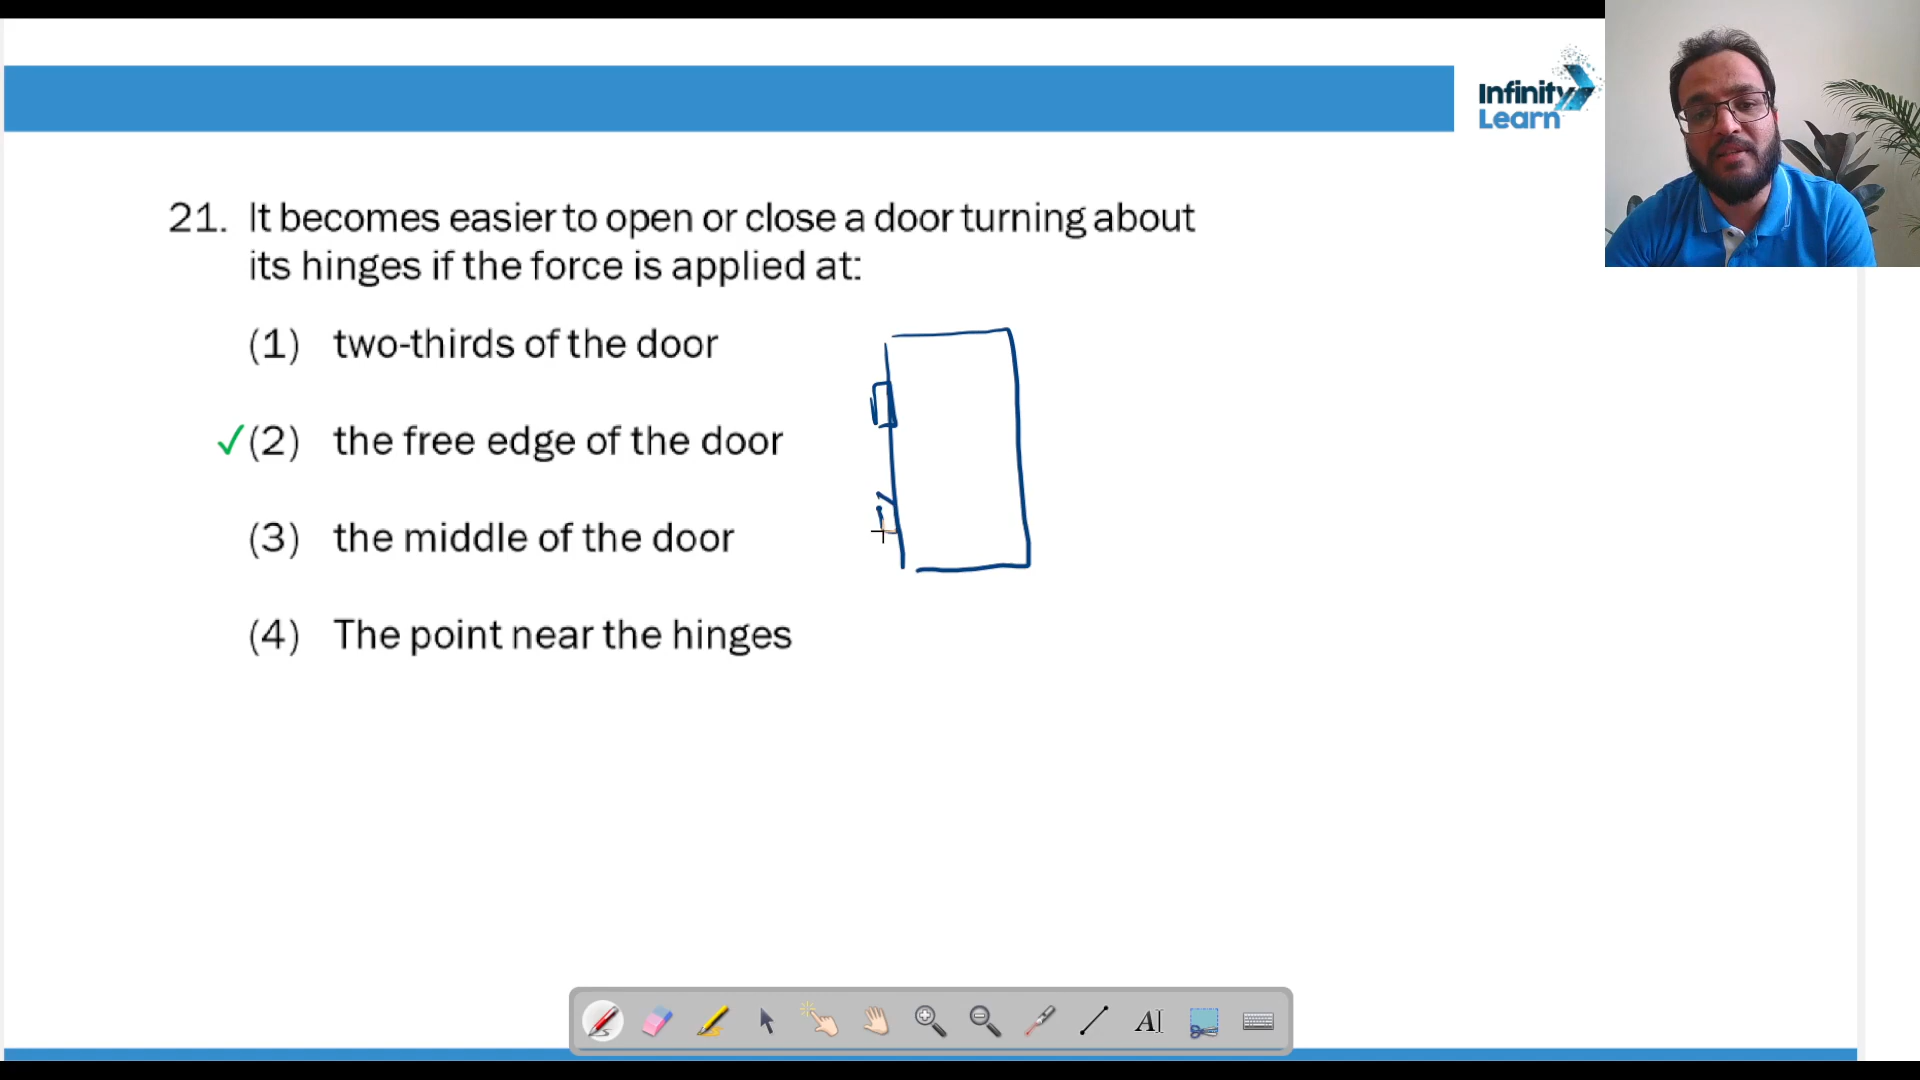 Infinity
Learn
21. It becomes easier to open or close a door turning about
its hinges if the force is applied at:
(1) two-thirds of the door
✓(2) the free edge of the door
(3) the middle of the door
(4) The point near the hinges
A